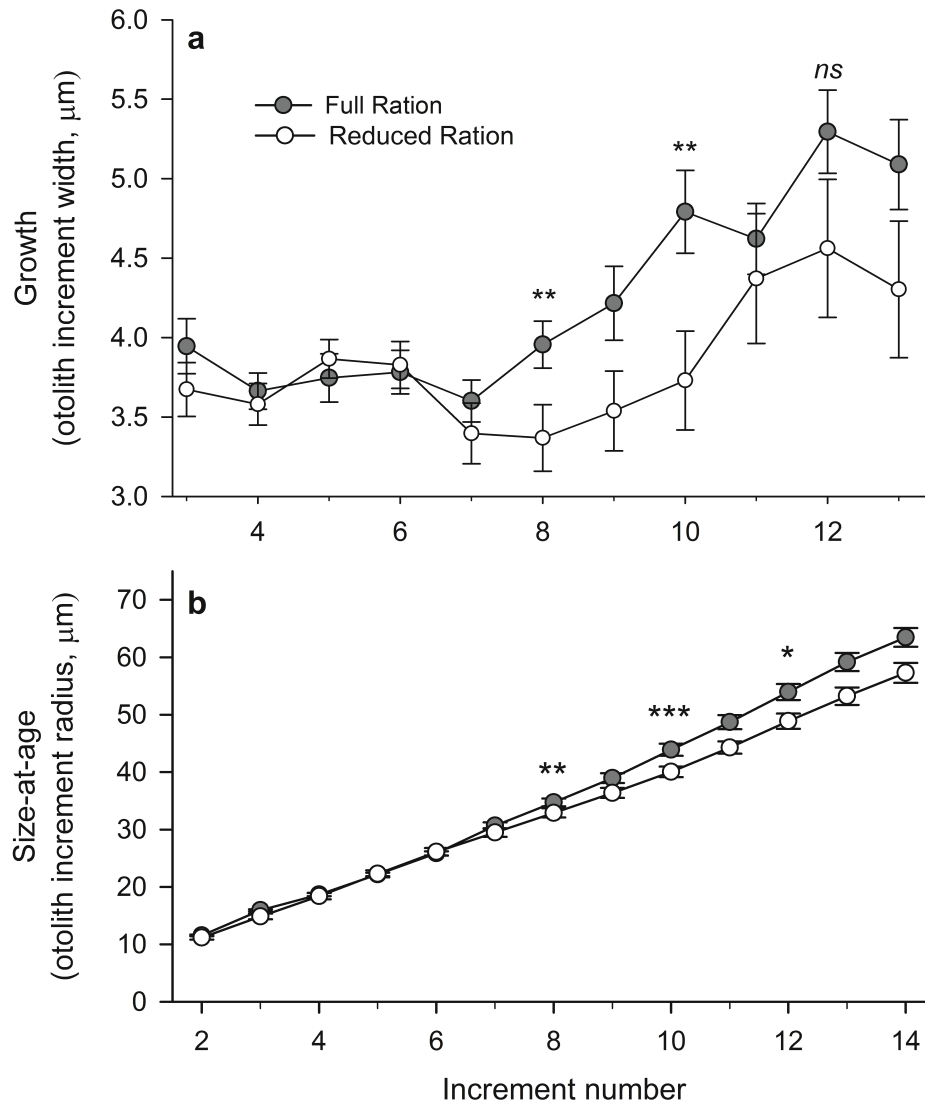 6.0
a
ns
5.5
Full Ration
Reduced Ration
**
5.0
4.5
**
4.0
3.5
3.0
Growth
(otolith increment width, μm)
4 6 8 10 12
b
70
60
*
50
***
40
**
30
20
10
0
Size-at-age
(otolith increment radius, μm)
2 4 6 8 10 12 14
Increment number